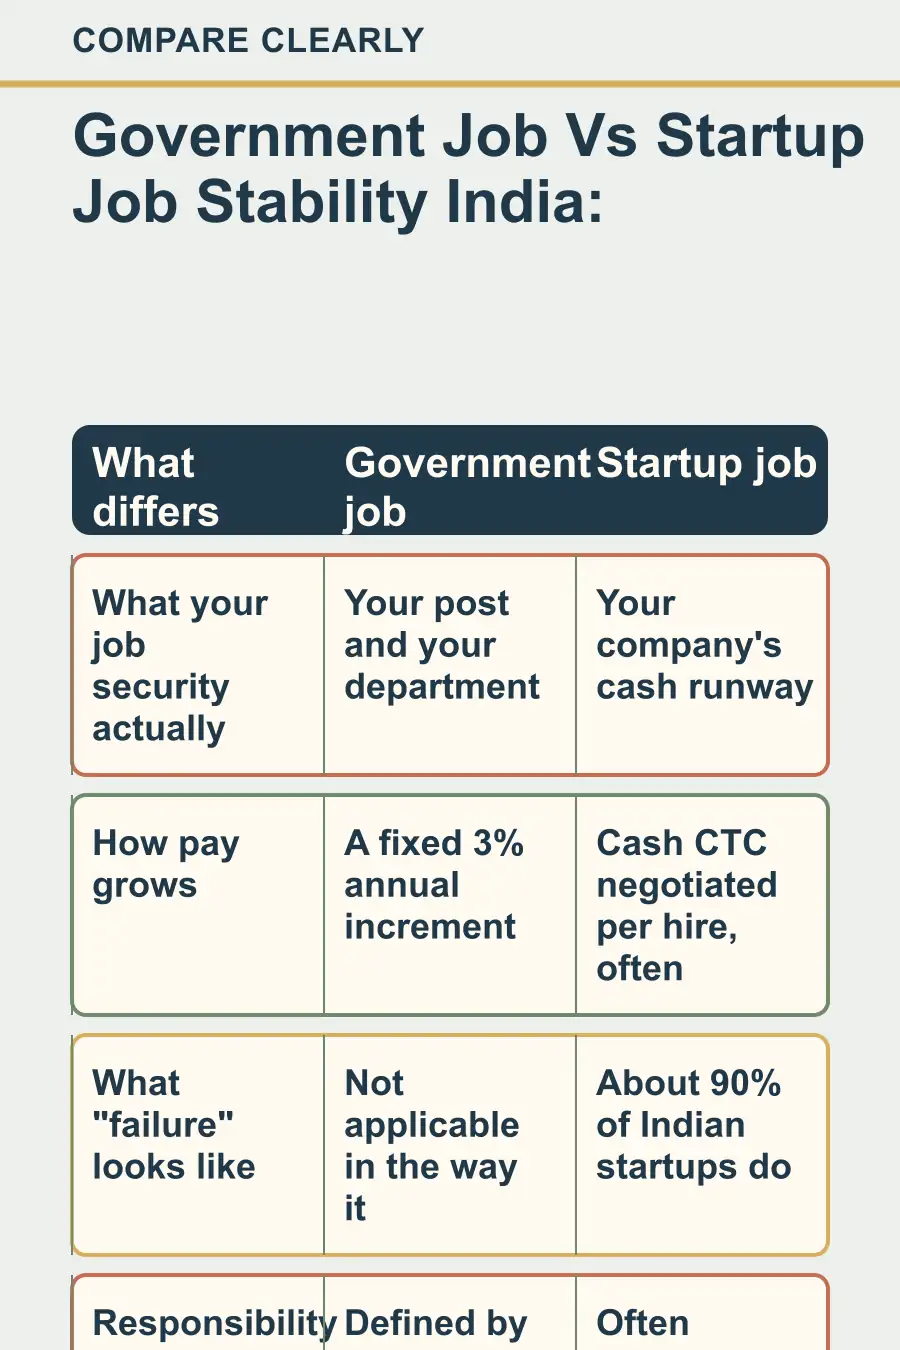 COMPARE CLEARLY
Government Job Vs Startup
Job Stability India:
What
differs
Government
job
Startup job
What your
job
security
actually
Your post
and your
department
Your
company's
cash runway
How pay
grows
A fixed 3%
annual
increment
Cash CTC
negotiated
per hire,
often
What
"failure"
looks like
Not
applicable
in the way
it
About 90%
of Indian
startups do
Responsibility
Defined by
Often